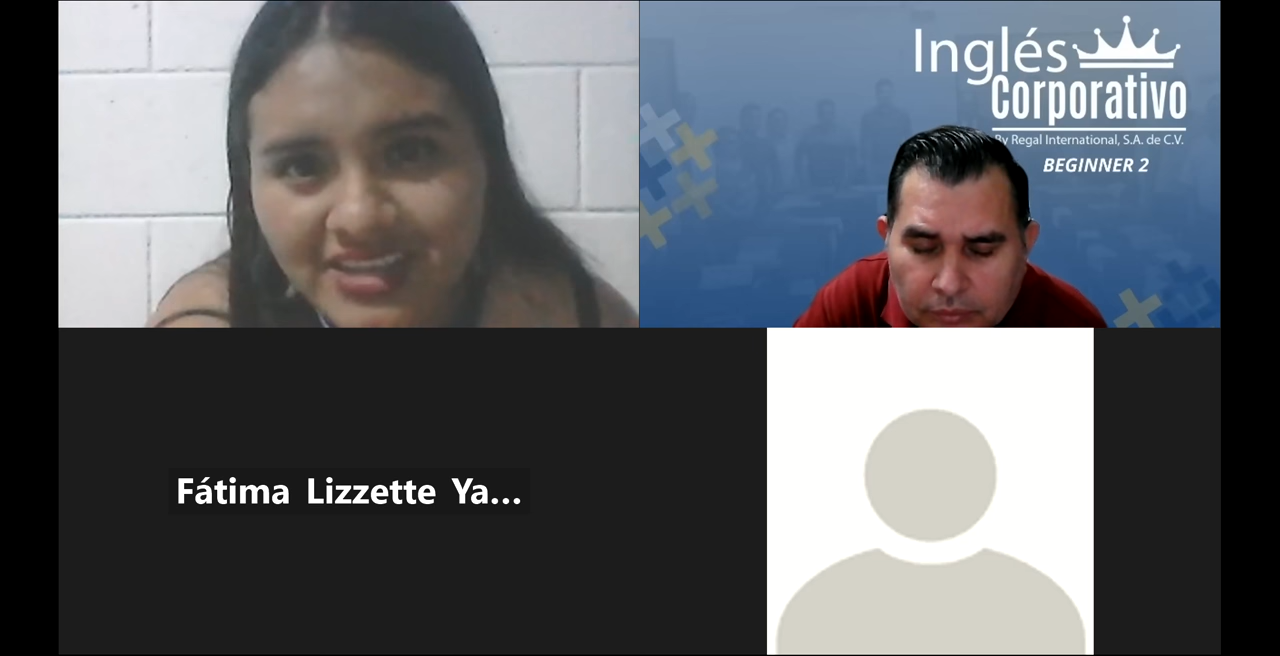 Inglés
Corporativo
By Regal International, S.A. de C.V.
BEGINNER 2
Fátima Lizzette Ya...